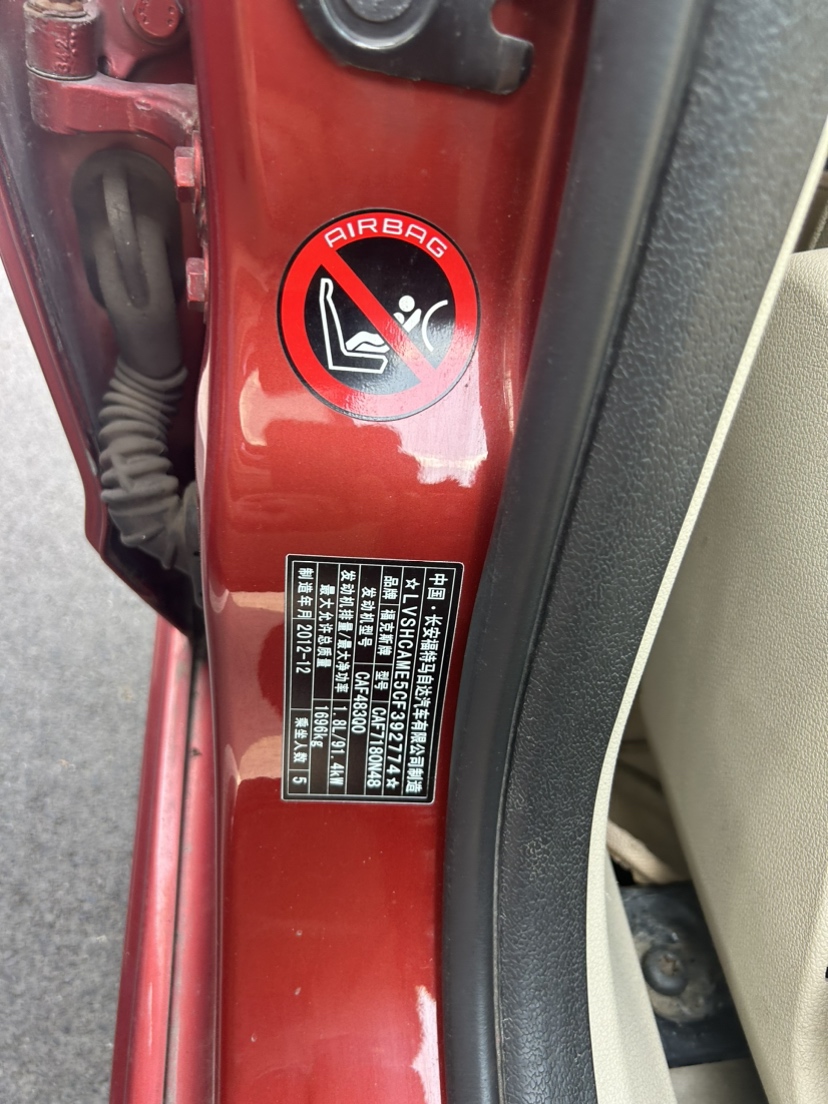 342
AIRBAG
中国·长安福特马自达汽车有限公司制造
☆LVSHCAME5CF392774☆
品牌 福克斯牌 型号 CAF7180N48
发动机型号 CAF483Q0
发动机排量/最大净功率 1.8L/91.4kW
最大允许总质量 1696kg
制造年月 2012-12 乘坐人数 5